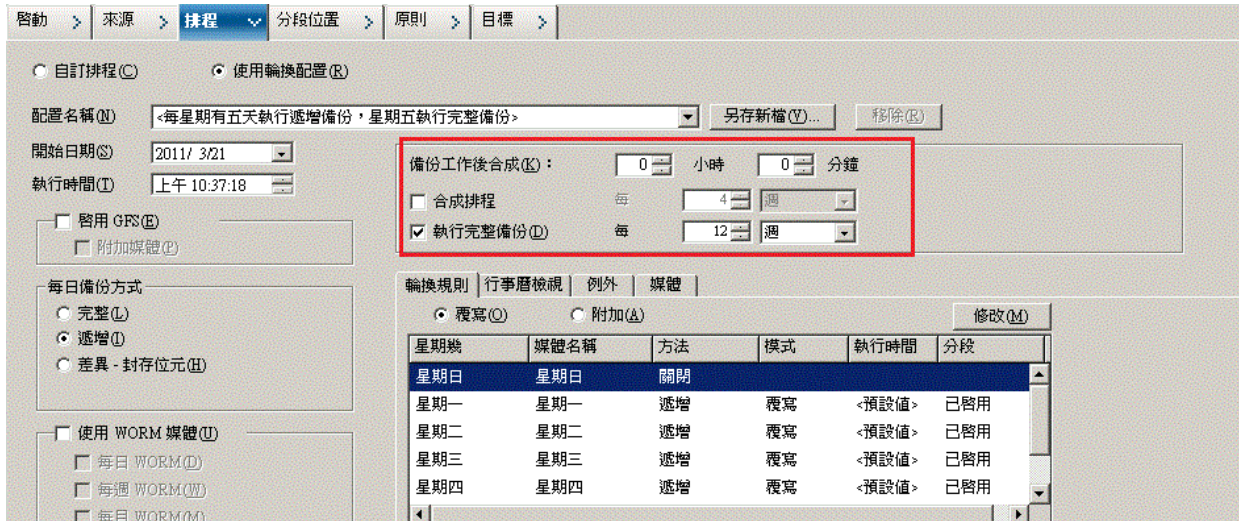 啓動 來源 排程 分段位置 原則 目標
自訂排程(C) 使用輪換配置(R)
配置名稱(N) <每星期有五天執行遞增備份，星期五執行完整備份> 另存新檔(V)... 移除(R)
開始日期(S) 2011/ 3/21
執行時間(T) 上午 10:37:18
備份工作後合成(K)： 0 小時 0 分鐘
合成排程 每 4 週
執行完整備份(D) 每 12 週
啓用 GFS(E)
附加媒體(P)
每日備份方式
完整(L)
遞增(I)
差異 - 封存位元(H)
使用 WORM 媒體(U)
每日 WORM(D)
每週 WORM(W)
每月 WORM(M)
輪換規則 行事曆檢視 例外 媒體
覆寫(O) 附加(A) 修改(M)
星期幾 媒體名稱 方法 模式 執行時間 分段
星期日 星期日 關閉
星期一 星期一 遞增 覆寫 <預設值> 已啓用
星期二 星期二 遞增 覆寫 <預設值> 已啓用
星期三 星期三 遞增 覆寫 <預設值> 已啓用
星期四 星期四 遞增 覆寫 <預設值> 已啓用